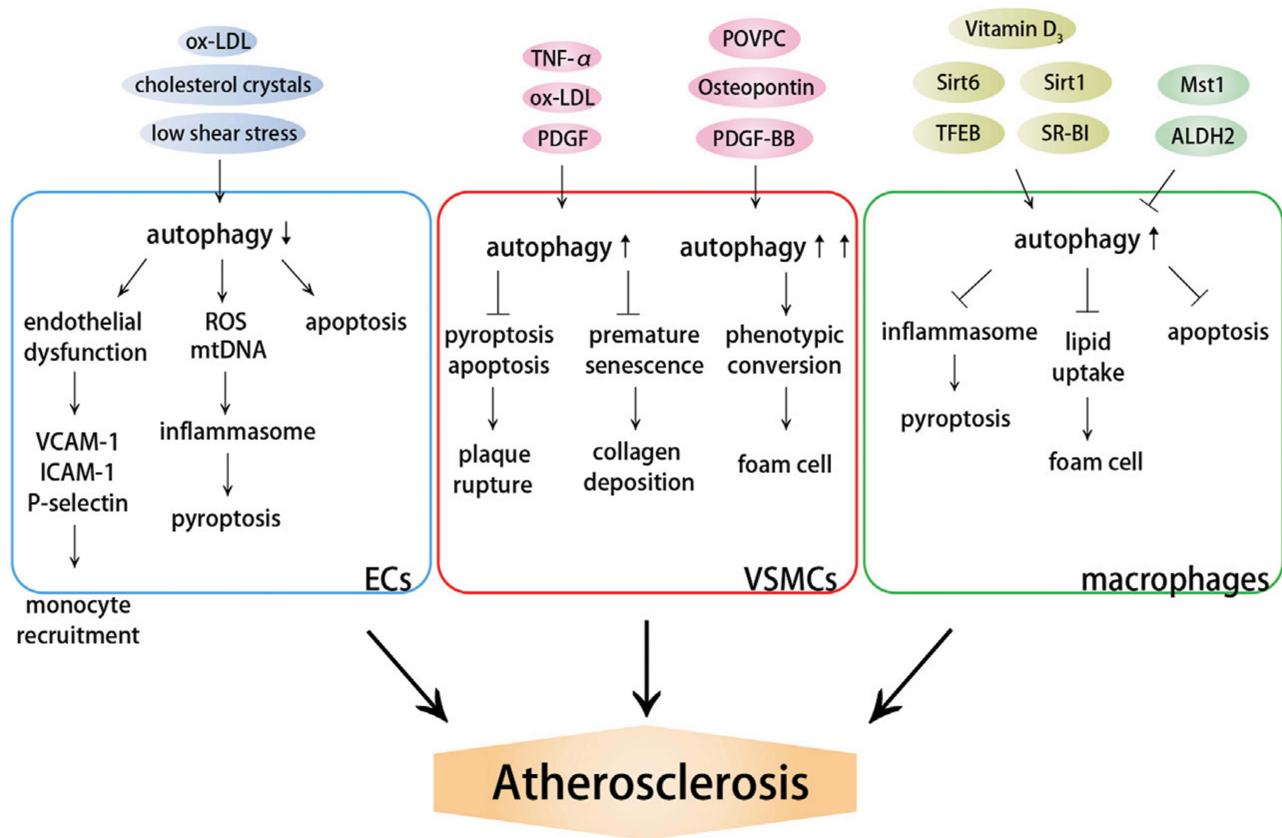 ox-LDL
cholesterol crystals
low shear stress
autophagy ↓
endothelial
dysfunction
ROS
mtDNA
apoptosis
VCAM-1
ICAM-1
P-selectin
inflammasome
pyroptosis
ECs
monocyte
recruitment
TNF-α
ox-LDL
PDGF
POVPC
Osteopontin
PDGF-BB
autophagy ↑
autophagy ↑ ↑
pyroptosis
apoptosis
premature
senescence
phenotypic
conversion
plaque
rupture
collagen
deposition
foam cell
VSMCs
Vitamin D₃
Sirt6
Sirt1
TFEB
SR-BI
Mst1
ALDH2
autophagy ↑
inflammasome
lipid
uptake
apoptosis
pyroptosis
foam cell
macrophages
Atherosclerosis